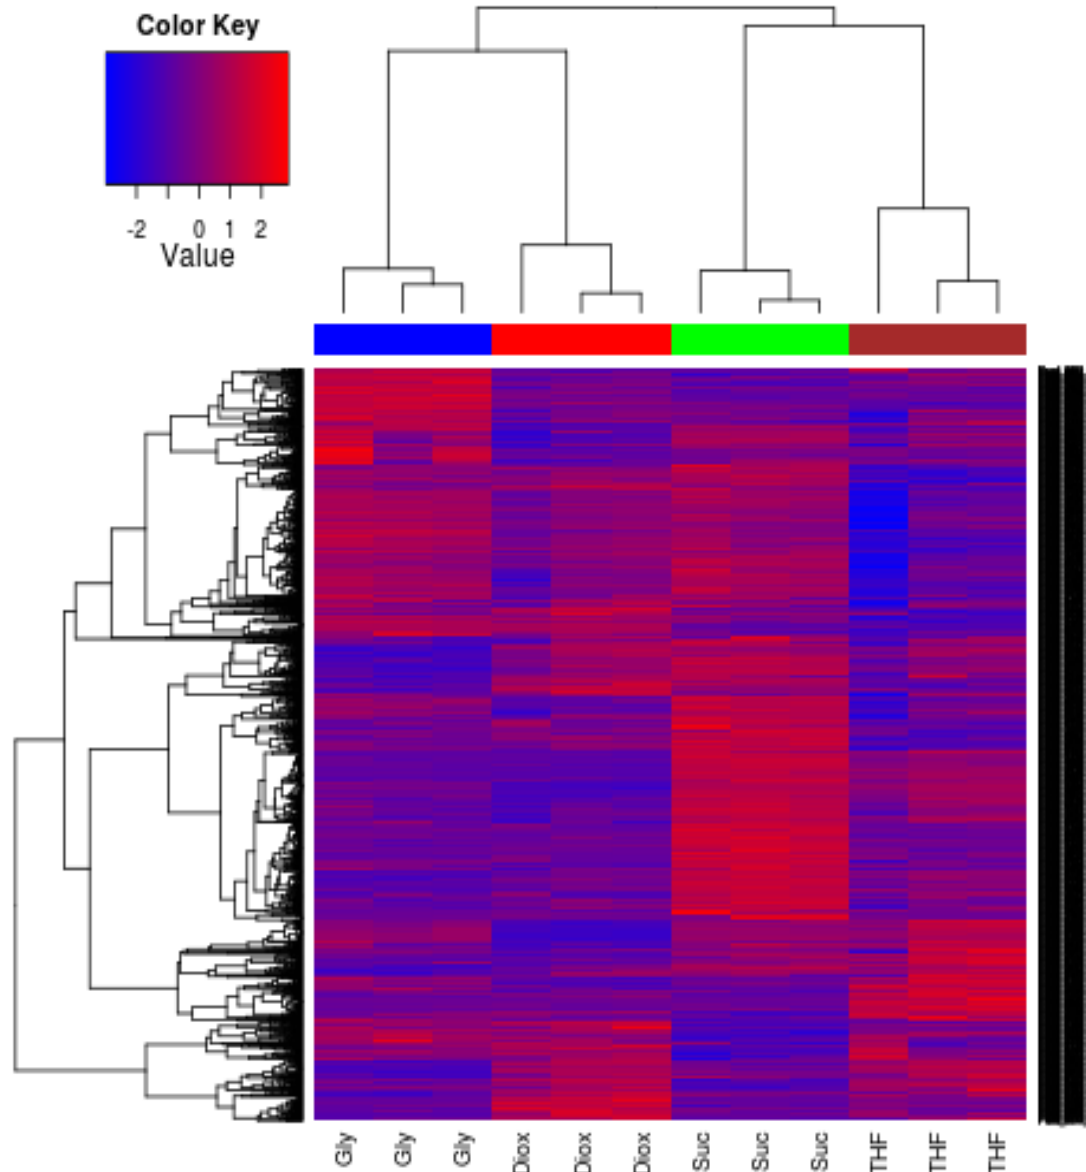 Color Key
-2 0 1 2
Value
Gly
Gly
Gly
Diox
Diox
Diox
Suc
Suc
Suc
THF
THF
THF